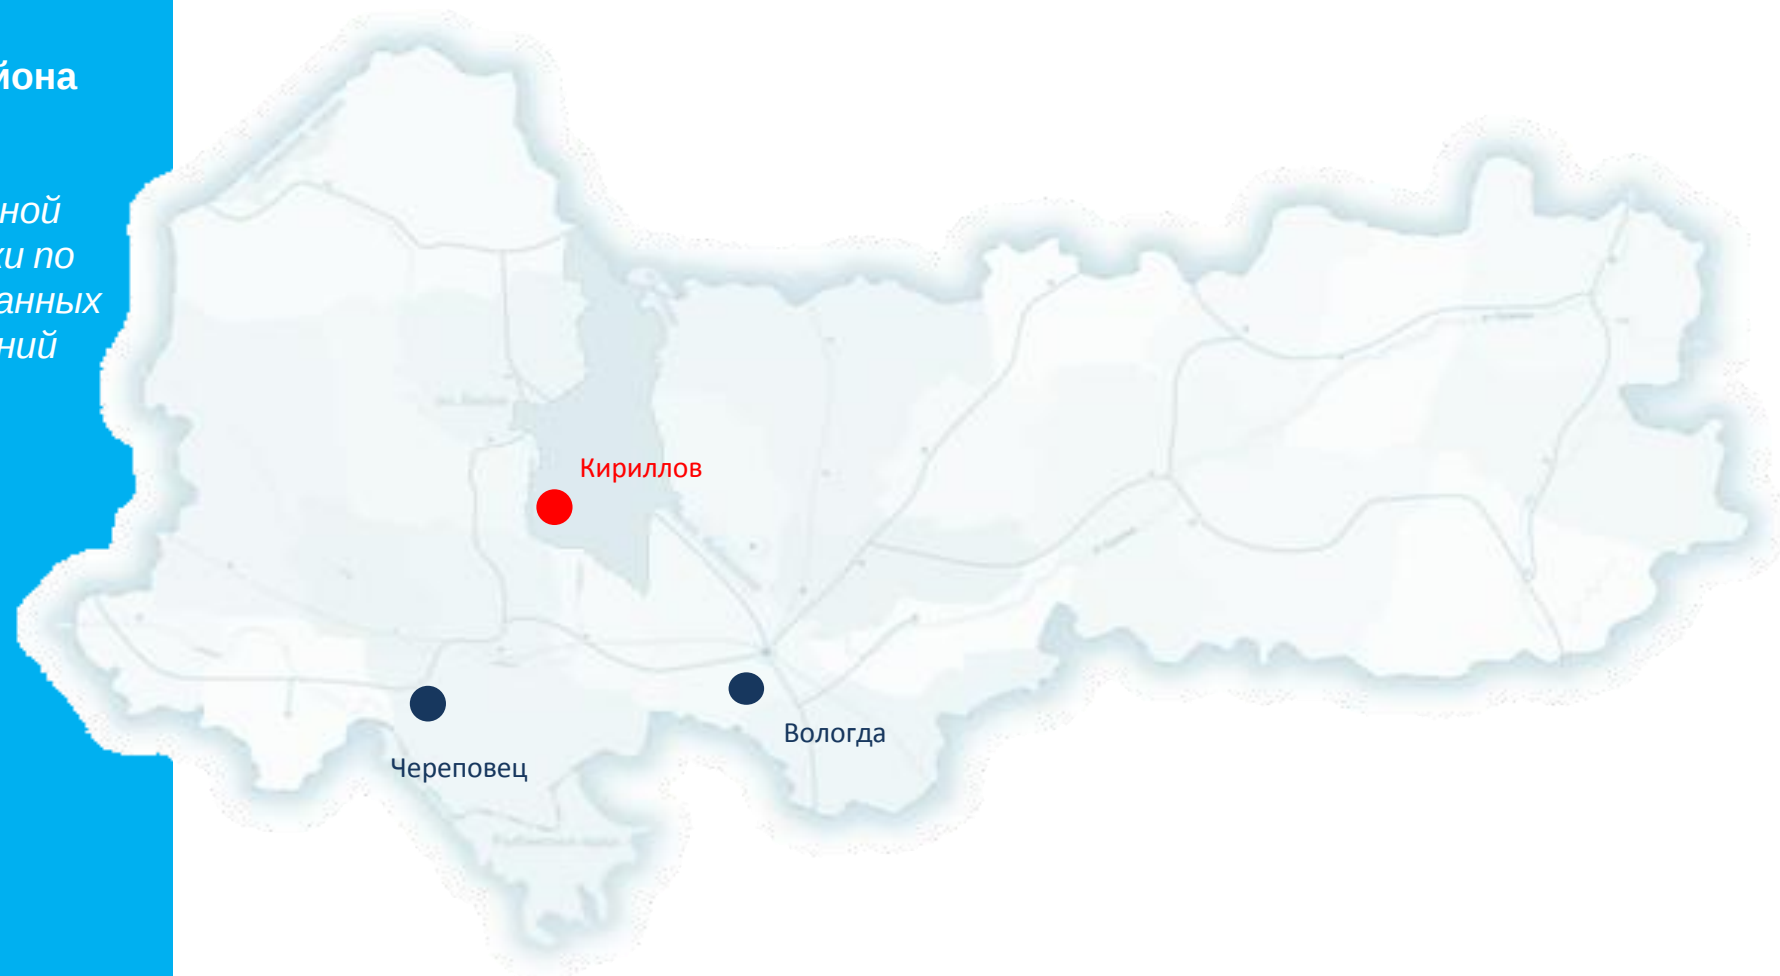 йона
ной
ки по
анных
ний
Кириллов
Вологда
Череповец